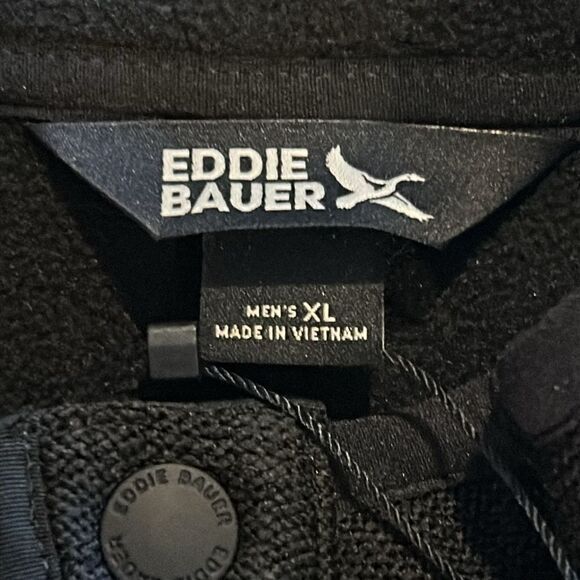 EDDIE
BAUER
MEN'S XL
MADE IN VIETNAM
EDDIE BAUER